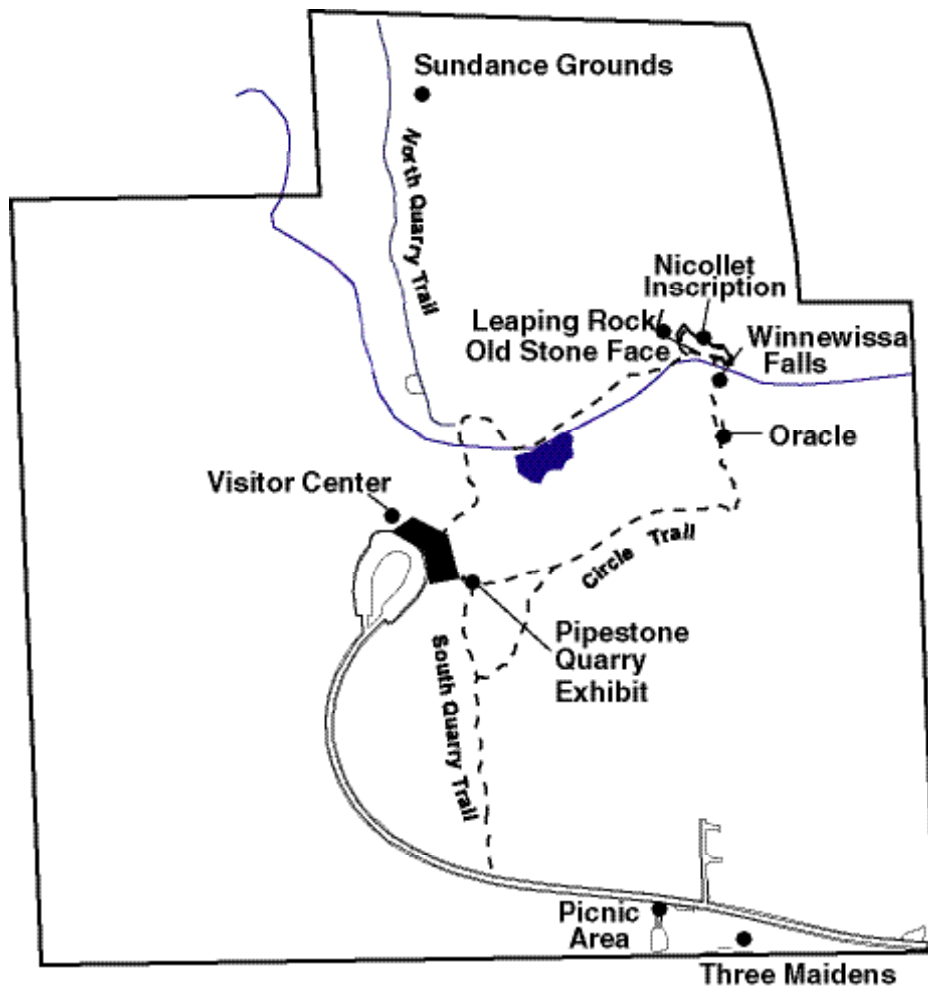 Sundance Grounds
North Quarry Trail
Nicollet
Inscription
Leaping Rock
Old Stone Face
Winnewissa
Falls
Oracle
Visitor Center
Circle Trail
Pipestone
Quarry
Exhibit
South Quarry Trail
Picnic
Area
Three Maidens